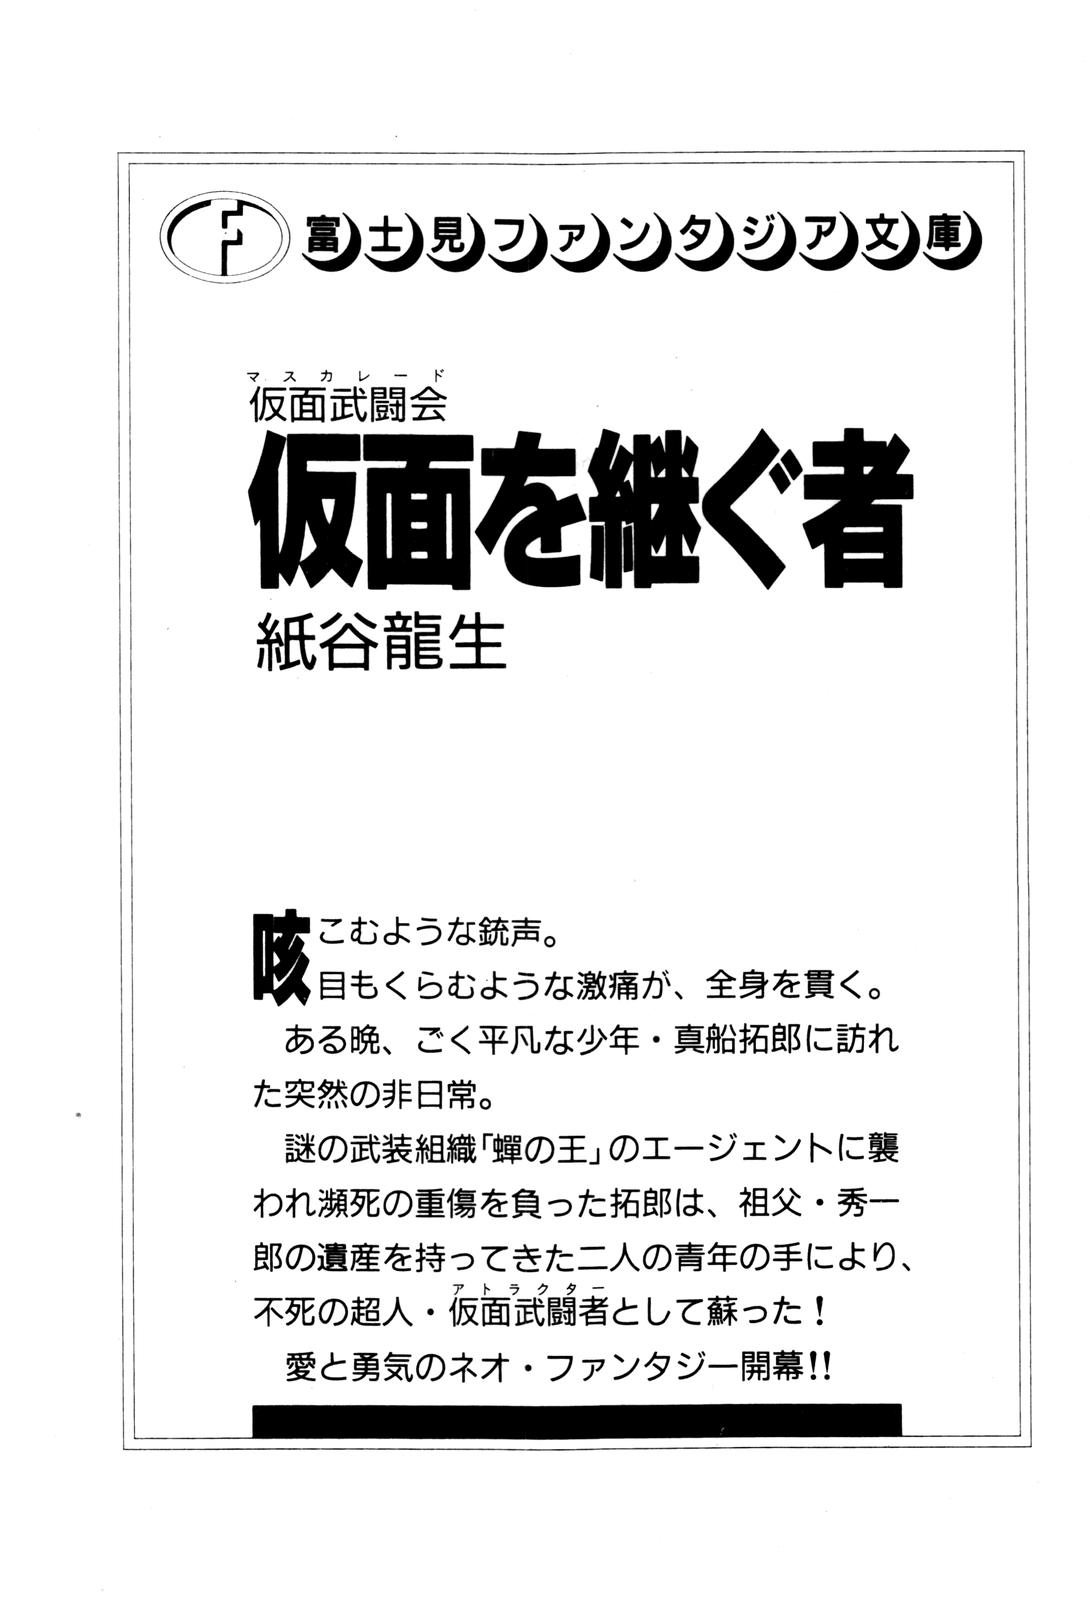 富士見ファンタジア文庫
マスカレード
仮面武闘会
仮面を継ぐ者
紙谷龍生
咳こむような銃声。
目もくらむような激痛が、全身を貫く。
ある晩、ごく平凡な少年・真船拓郎に訪れ
た突然の非日常。
謎の武装組織「蟬の王」のエージェントに襲
われ瀕死の重傷を負った拓郎は、祖父・秀一
郎の遺産を持ってきた二人の青年の手により、
アトラクター
不死の超人・仮面武闘者として蘇った！
愛と勇気のネオ・ファンタジー開幕!!